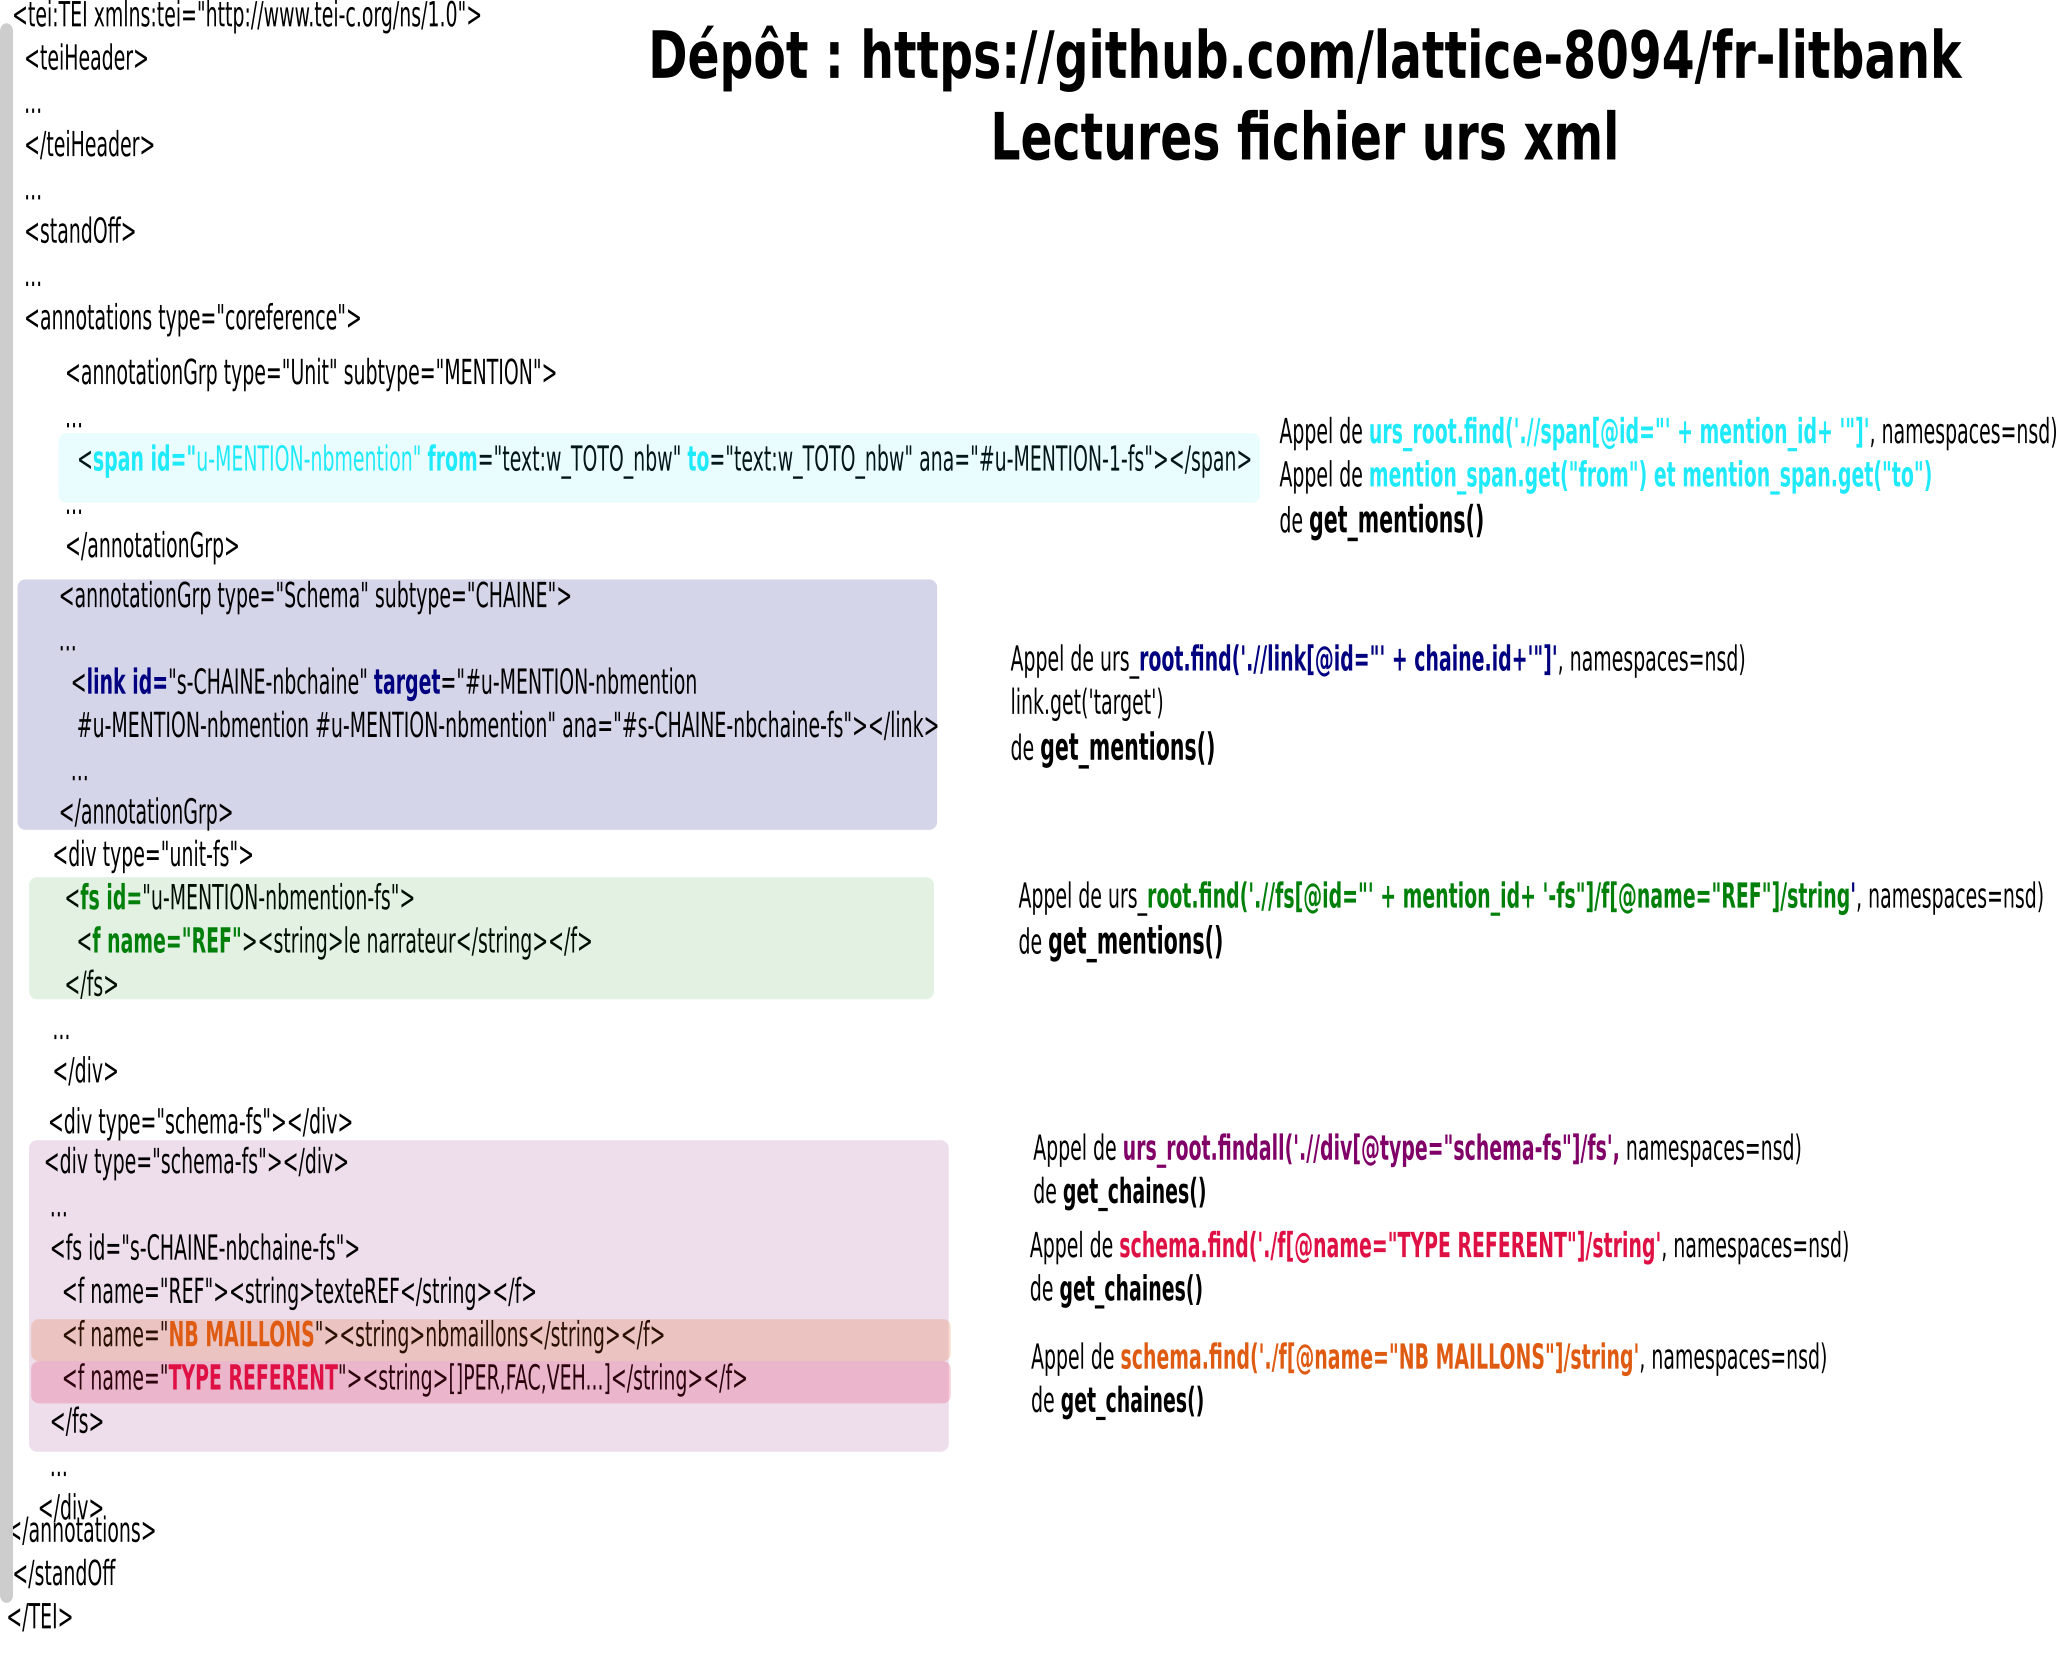 <tei:TEI xmlns:tei="http://www.tei-c.org/ns/1.0">
<teiHeader>
...
</teiHeader>
...
<standOff>
...
<annotations type="coreference">
<annotationGrp type="Unit" subtype="MENTION">
...
<span id="u-MENTION-nbmention" from="text:w_TOTO_nbw" to="text:w_TOTO_nbw" ana="#u-MENTION-1-fs"></span>
...
</annotationGrp>
<annotationGrp type="Schema" subtype="CHAINE">
...
<link id="s-CHAINE-nbchaine" target="#u-MENTION-nbmention
#u-MENTION-nbmention #u-MENTION-nbmention" ana="#s-CHAINE-nbchaine-fs"></link>
...
</annotationGrp>
<div type="unit-fs">
<fs id="u-MENTION-nbmention-fs">
<f name="REF"><string>le narrateur</string></f>
</fs>
...
</div>
<div type="schema-fs"></div>
<div type="schema-fs"></div>
...
<fs id="s-CHAINE-nbchaine-fs">
<f name="REF"><string>texteREF</string></f>
<f name="NB MAILLONS"><string>nbmaillons</string></f>
<f name="TYPE REFERENT"><string>[]PER,FAC,VEH...]</string></f>
</fs>
...
</div>
</annotations>
</standOff
</TEI>
Dépôt : https://github.com/lattice-8094/fr-litbank
Lectures fichier urs xml
Appel de urs_root.find('.//span[@id="' + mention_id+ '"]', namespaces=nsd)
Appel de mention_span.get("from") et mention_span.get("to")
de get_mentions()
Appel de urs_root.find('.//link[@id="' + chaine.id+'"]', namespaces=nsd)
link.get('target')
de get_mentions()
Appel de urs_root.find('.//fs[@id="' + mention_id+ '-fs"]/f[@name="REF"]/string', namespaces=nsd)
de get_mentions()
Appel de urs_root.findall('.//div[@type="schema-fs"]/fs', namespaces=nsd)
de get_chaines()
Appel de schema.find('./f[@name="TYPE REFERENT"]/string', namespaces=nsd)
de get_chaines()
Appel de schema.find('./f[@name="NB MAILLONS"]/string', namespaces=nsd)
de get_chaines()